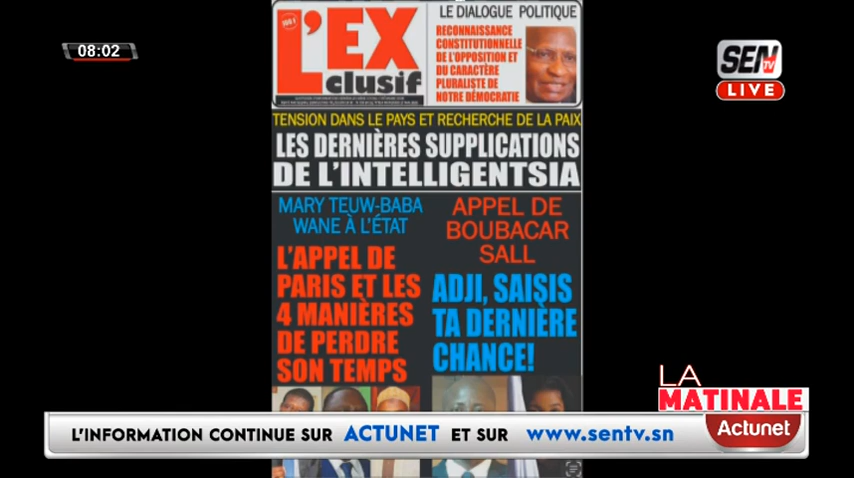 08:02
SEN TV
LIVE
100 F
L'EX
clusif
LE DIALOGUE POLITIQUE
RECONNAISSANCE
CONSTITUTIONNELLE
DE L'OPPOSITION ET
DU CARACTÈRE
PLURALISTE DE
NOTRE DÉMOCRATIE
TENSION DANS LE PAYS ET RECHERCHE DE LA PAIX
LES DERNIÈRES SUPPLICATIONS
DE L'INTELLIGENTSIA
MARY TEUW-BABA
WANE À L'ÉTAT
L'APPEL DE
PARIS ET LES
4 MANIÈRES
DE PERDRE
SON TEMPS
APPEL DE
BOUBACAR
SALL
ADJI, SAISIS
TA DERNIÈRE
CHANCE!
LA
MATINALE
Actunet
L'INFORMATION CONTINUE SUR ACTUNET ET SUR www.sentv.sn